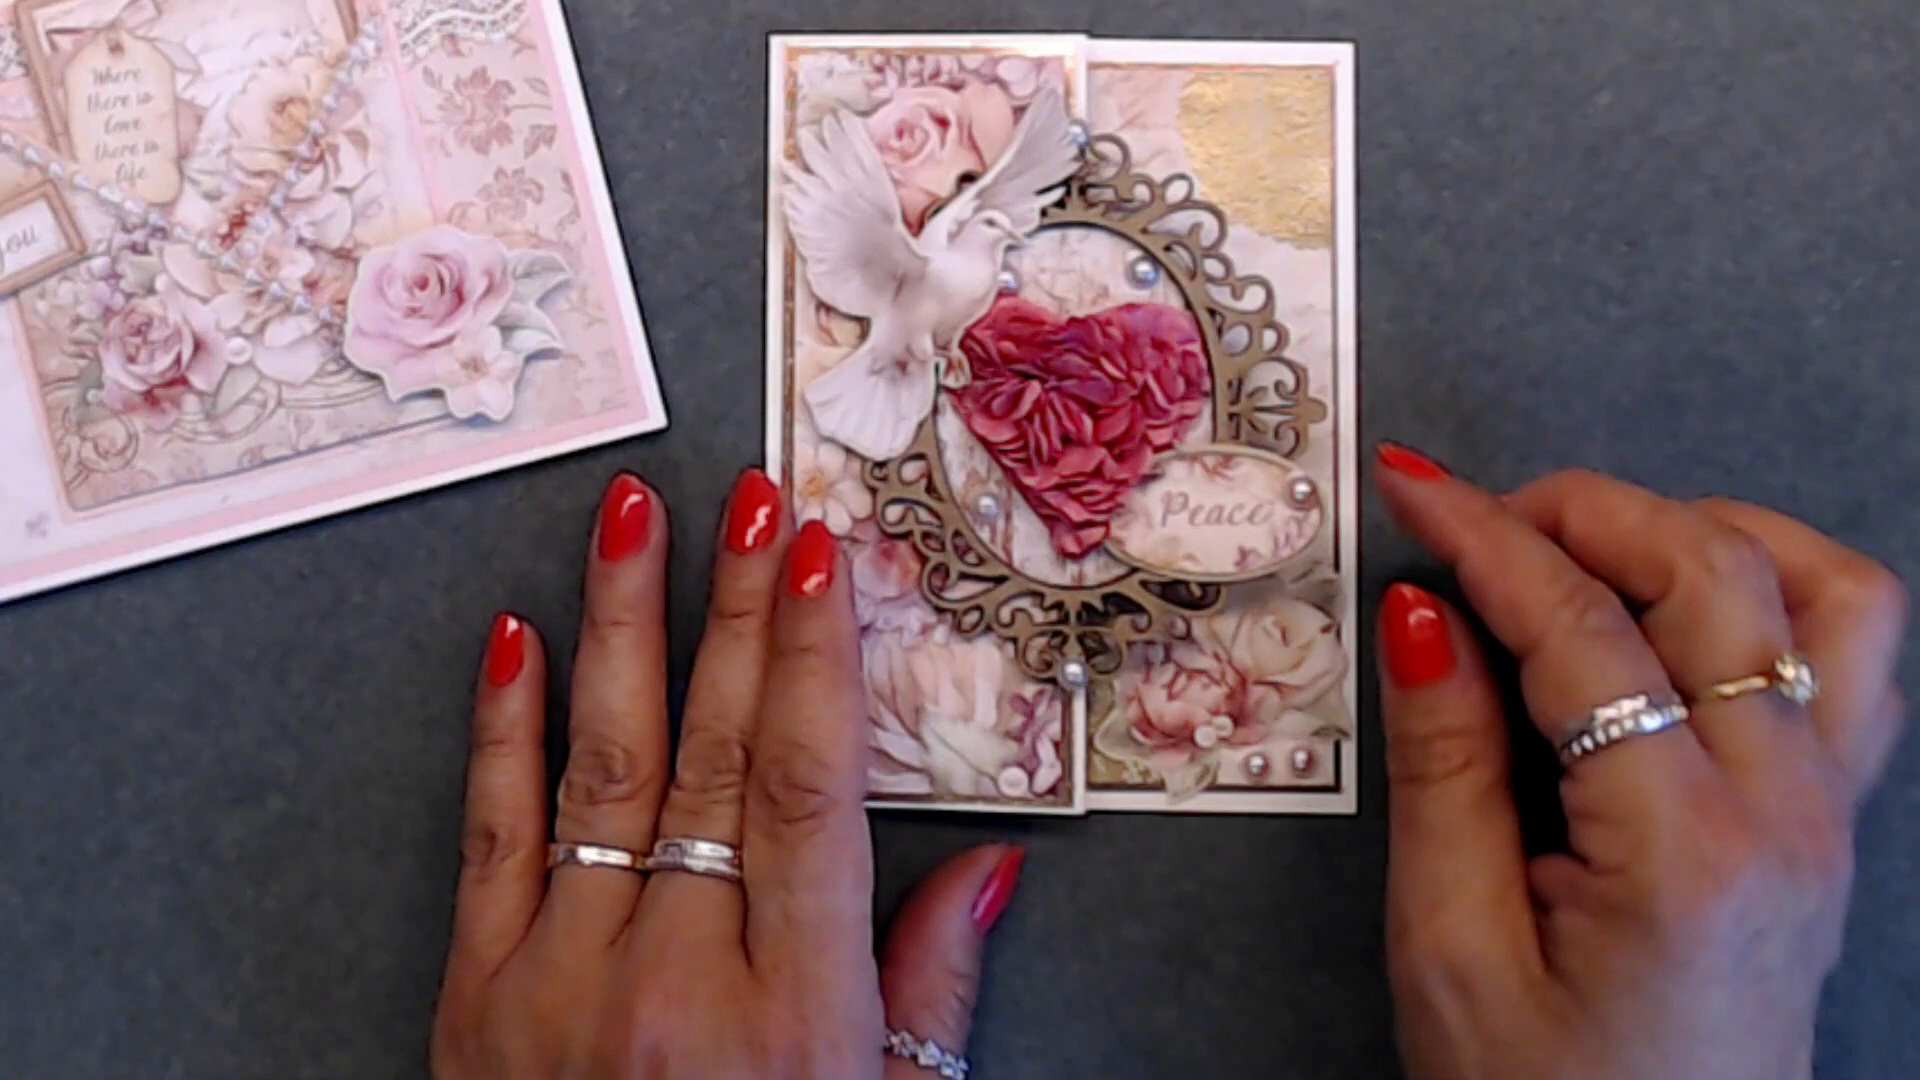 Where
there is
Love
there is
life
you
Peace